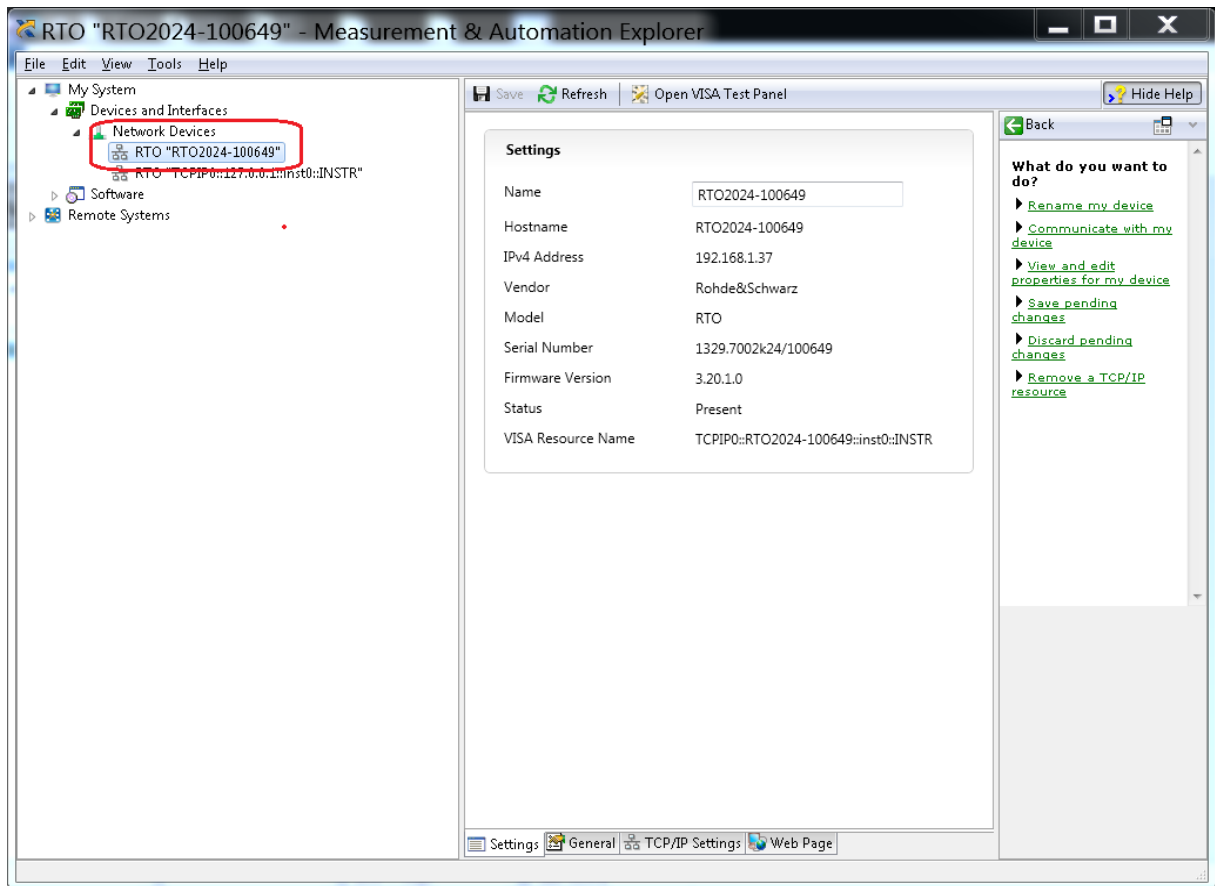 RTO "RTO2024-100649" - Measurement & Automation Explorer
File Edit View Tools Help
My System
Devices and Interfaces
Network Devices
RTO "RTO2024-100649"
RTO "TCPIP0::127.0.0.1::inst0::INSTR"
Software
Remote Systems
Save Refresh Open VISA Test Panel
Hide Help
Settings
Name RTO2024-100649
Hostname RTO2024-100649
IPv4 Address 192.168.1.37
Vendor Rohde&Schwarz
Model RTO
Serial Number 1329.7002k24/100649
Firmware Version 3.20.1.0
Status Present
VISA Resource Name TCPIP0::RTO2024-100649::inst0::INSTR
Back
What do you want to
do?
Rename my device
Communicate with my
device
View and edit
properties for my device
Save pending
changes
Discard pending
changes
Remove a TCP/IP
resource
Settings General TCP/IP Settings Web Page